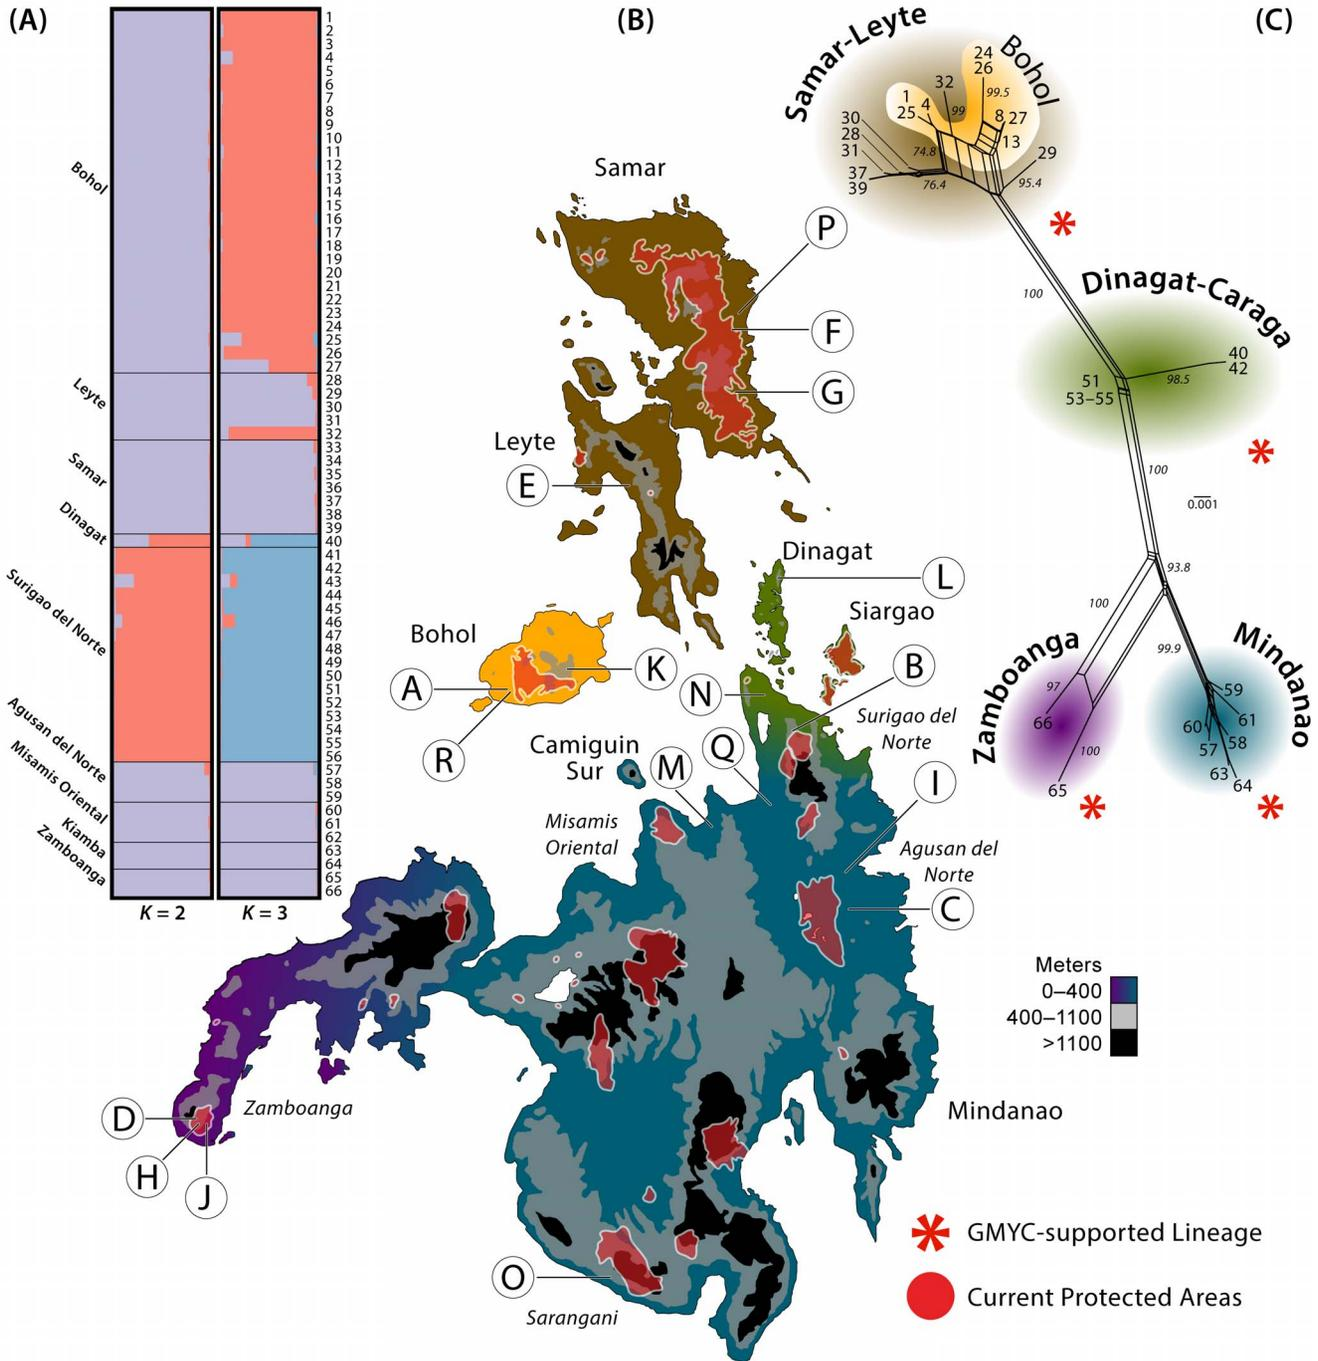 (A)
(B)
(C)
Bohol
Leyte
Samar
Dinagat
Surigao del Norte
Agusan del Norte
Misamis Oriental
Kiamba
Zamboanga
1
2
3
4
5
6
7
8
9
10
11
12
13
14
15
16
17
18
19
20
21
22
23
24
25
26
27
28
29
30
31
32
33
34
35
36
37
38
39
40
41
42
43
44
45
46
47
48
49
50
51
52
53
54
55
56
57
58
59
60
61
62
63
64
65
66
K = 2
K = 3
Samar
P
F
G
Leyte
E
Dinagat
L
Siargao
Bohol
K
A
R
B
N
Surigao del
Norte
Camiguin
Sur
M
Q
I
Misamis
Oriental
Agusan del
Norte
C
Zamboanga
D
H
J
Mindanao
O
Sarangani
Meters
0–400
400–1100
>1100
GMYC-supported Lineage
Current Protected Areas
Samar-Leyte
Bohol
24
26
32
99.5
1
4
99
25
8
27
30
28
13
31
74.8
29
37
39
76.4
95.4
100
Dinagat-Caraga
40
42
51
53–55
98.5
100
0.001
93.8
100
99.9
Zamboanga
Mindanao
97
66
100
65
59
61
60
58
57
63
64